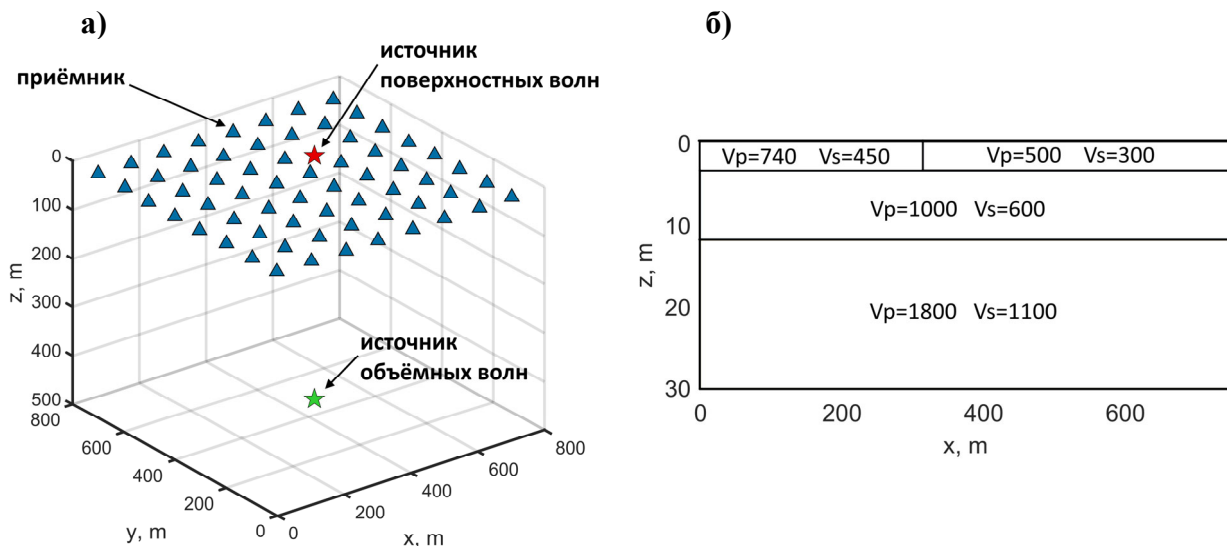 а)
источник
поверхностных волн
приёмник
0
100
200
300
400
500
z, m
источник
объёмных волн
800
600
400
200
0
y, m
0
200
400
600
800
x, m
б)
0
10
20
30
z, m
Vp=740 Vs=450
Vp=500 Vs=300
Vp=1000 Vs=600
Vp=1800 Vs=1100
0
200
400
600
x, m